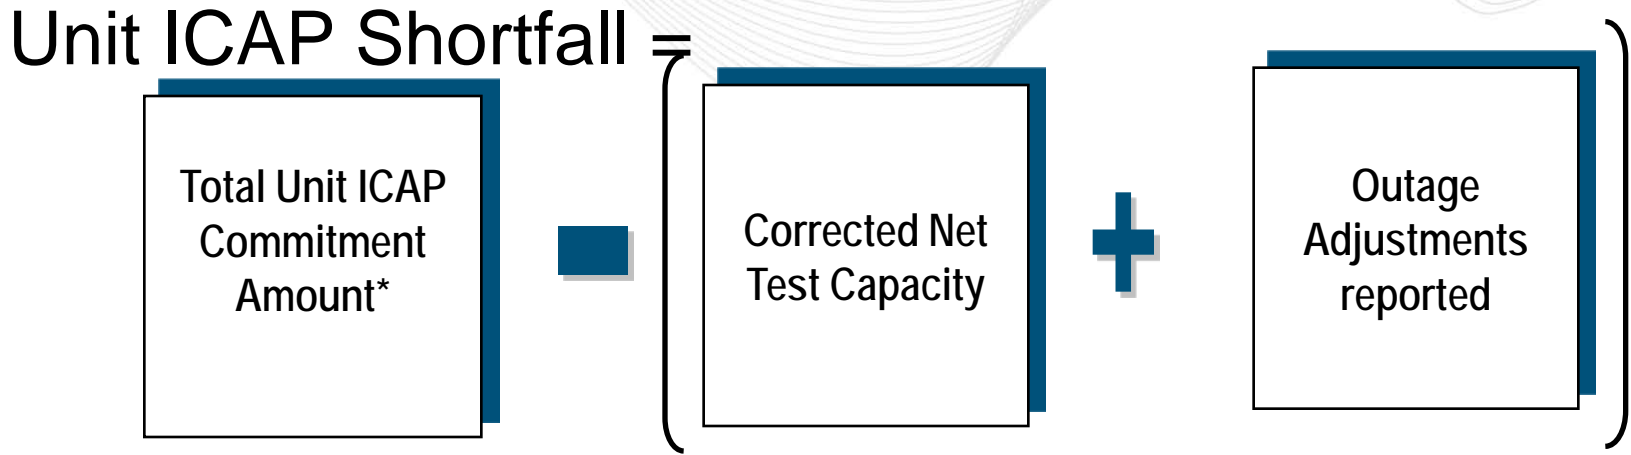 Unit ICAP Shortfall =
Total Unit ICAP
Commitment
Amount*
Corrected Net
Test Capacity
Outage
Adjustments
reported